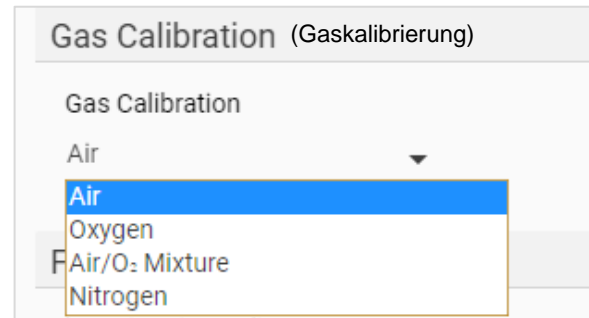 Gas Calibration (Gaskalibrierung)
Gas Calibration
Air
Air
Oxygen
Air/O₂ Mixture
Nitrogen